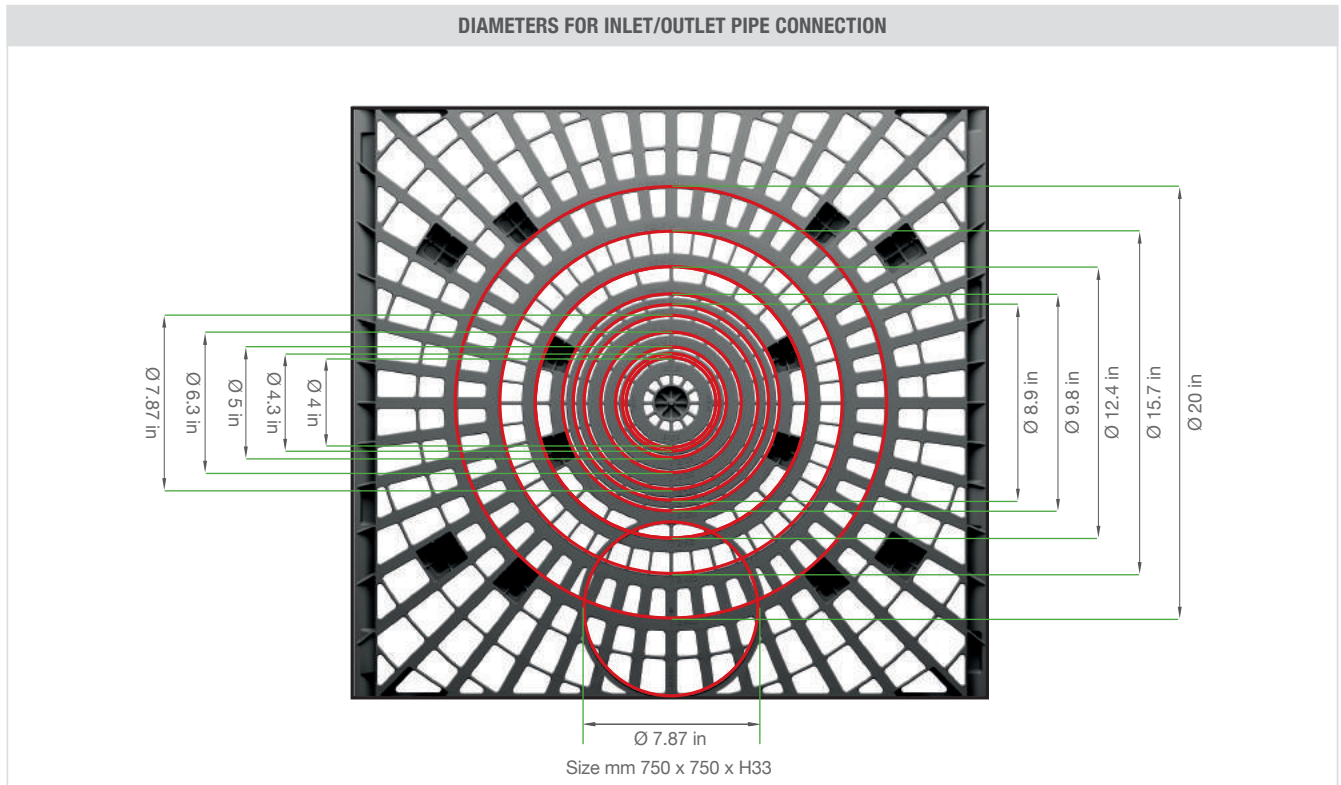 DIAMETERS FOR INLET/OUTLET PIPE CONNECTION
Ø 7.87 in
Ø 6.3 in
Ø 5 in
Ø 4.3 in
Ø 4 in
Ø 8.9 in
Ø 9.8 in
Ø 12.4 in
Ø 15.7 in
Ø 20 in
Ø 7.87 in
Size mm 750 x 750 x H33